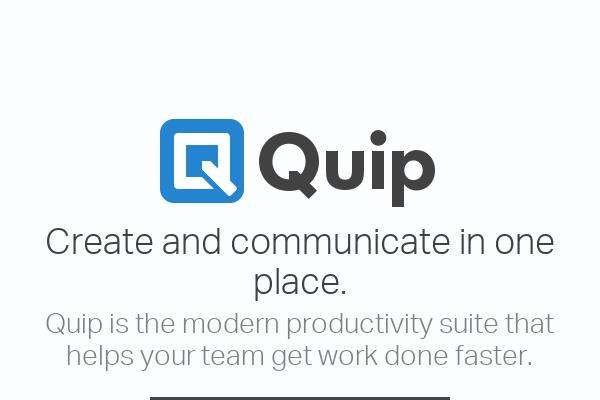 Quip
Create and communicate in one
place.
Quip is the modern productivity suite that
helps your team get work done faster.